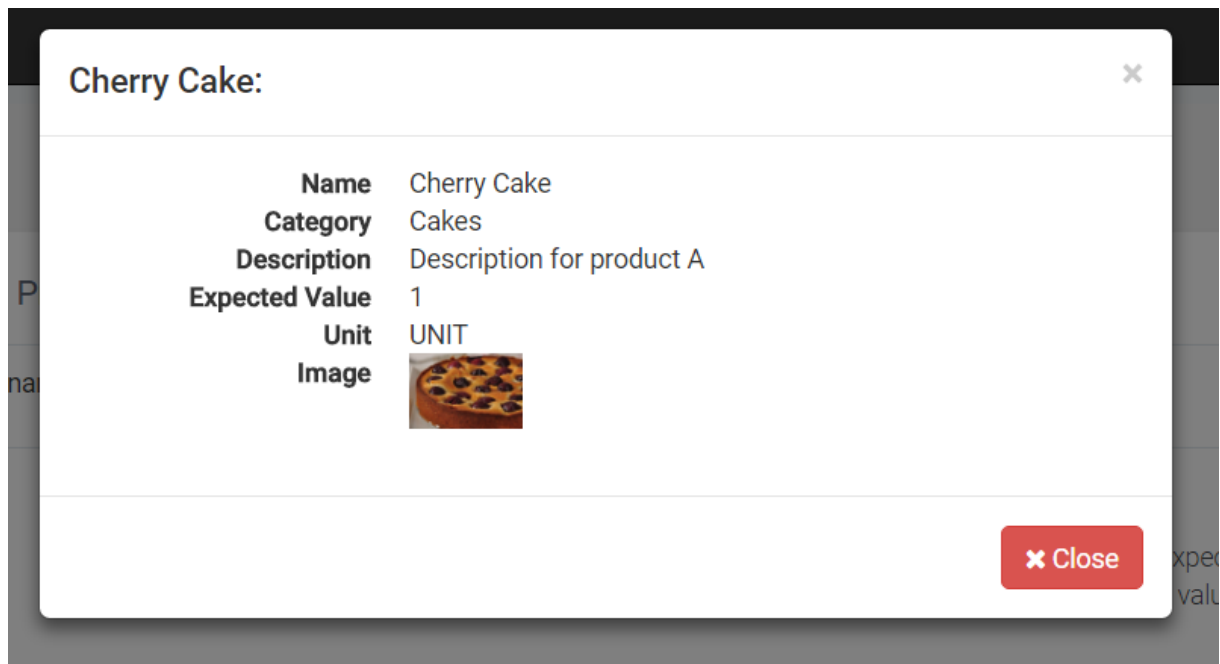 Cherry Cake:
×
Name Cherry Cake
Category Cakes
Description Description for product A
Expected Value 1
Unit UNIT
Image
× Close
P